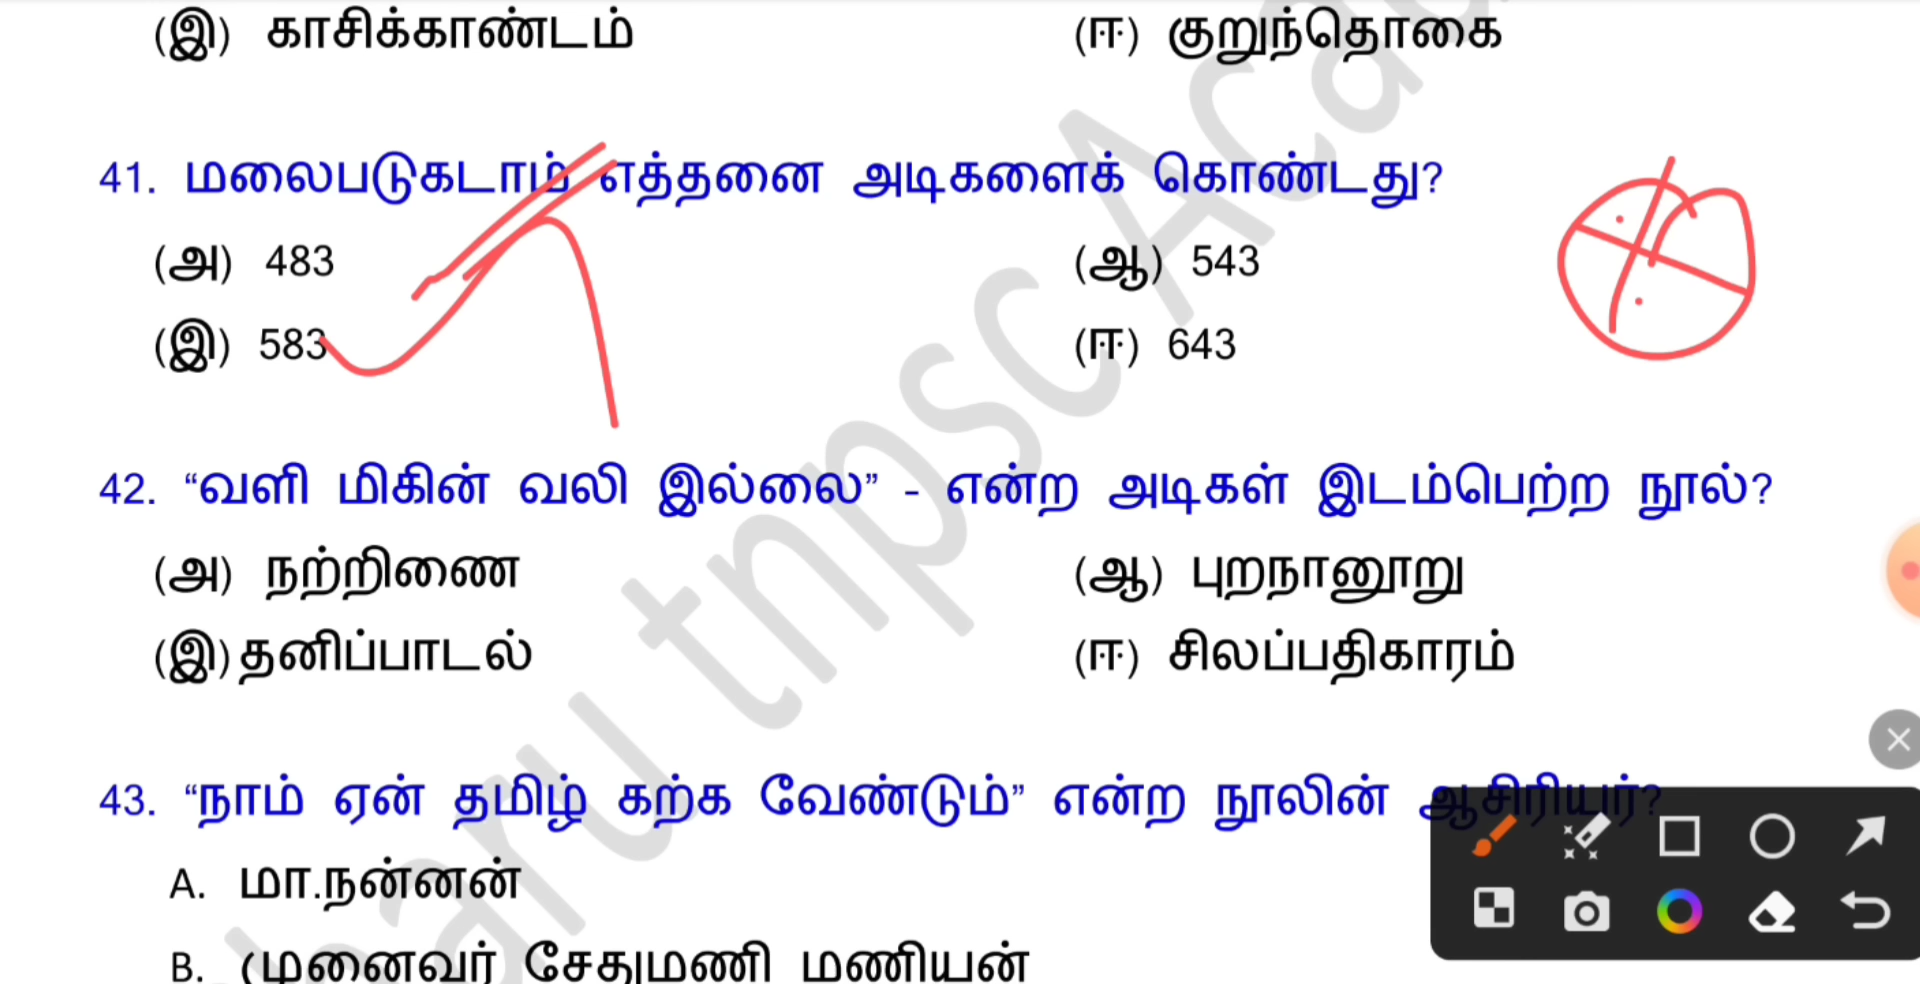 (இ) காசிக்காண்டம் (ஈ) குறுந்தொகை
41. மலைபடுகடாம் எத்தனை அடிகளைக் கொண்டது?
(அ) 483 (ஆ) 543
(இ) 583 (ஈ) 643
42. “வளி மிகின் வலி இல்லை” - என்ற அடிகள் இடம்பெற்ற நூல்?
(அ) நற்றிணை (ஆ) புறநானூறு
(இ) தனிப்பாடல் (ஈ) சிலப்பதிகாரம்
43. “நாம் ஏன் தமிழ் கற்க வேண்டும்” என்ற நூலின் ஆசிரியர்?
A. மா.நன்னன்
B. முனைவர் சேதுமணி மணியன்
tnpsc